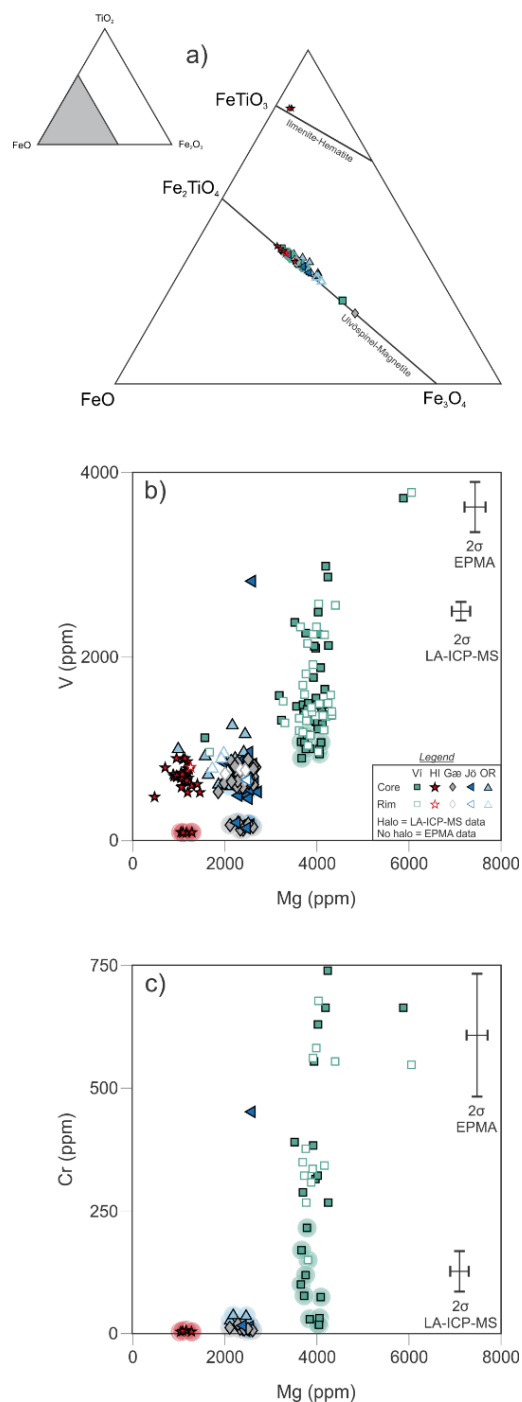 TiO₂
FeO
Fe₂O₃
a)
FeTiO₃
Ilmenite-Hematite
Fe₂TiO₄
Ulvöspinel-Magnetite
FeO
Fe₃O₄
b)
4000
2000
0
V (ppm)
0
2000
4000
6000
8000
Mg (ppm)
2σ
EPMA
2σ
LA-ICP-MS
Legend
Ví HI Gæ Jö OR
Core
Rim
Halo = LA-ICP-MS data
No halo = EPMA data
c)
750
500
250
0
Cr (ppm)
0
2000
4000
6000
8000
Mg (ppm)
2σ
EPMA
2σ
LA-ICP-MS